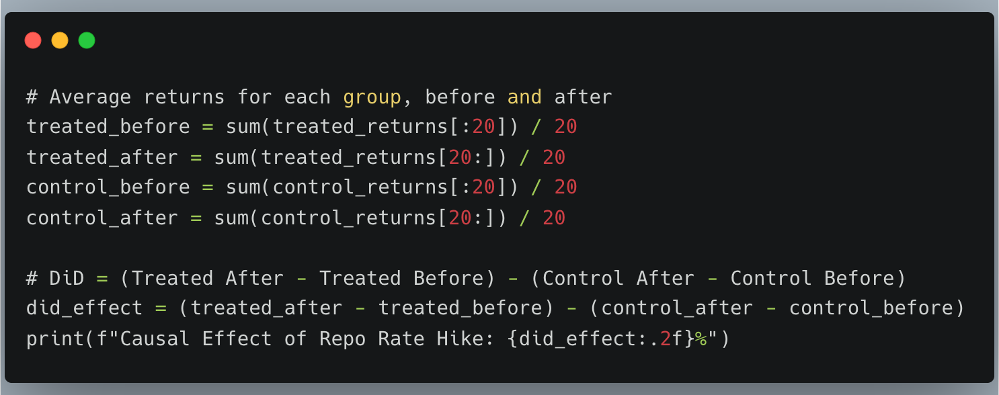 # Average returns for each group, before and after
treated_before = sum(treated_returns[:20]) / 20
treated_after = sum(treated_returns[20:]) / 20
control_before = sum(control_returns[:20]) / 20
control_after = sum(control_returns[20:]) / 20
# DiD = (Treated After - Treated Before) - (Control After - Control Before)
did_effect = (treated_after - treated_before) - (control_after - control_before)
print(f"Causal Effect of Repo Rate Hike: {did_effect:.2f}%")